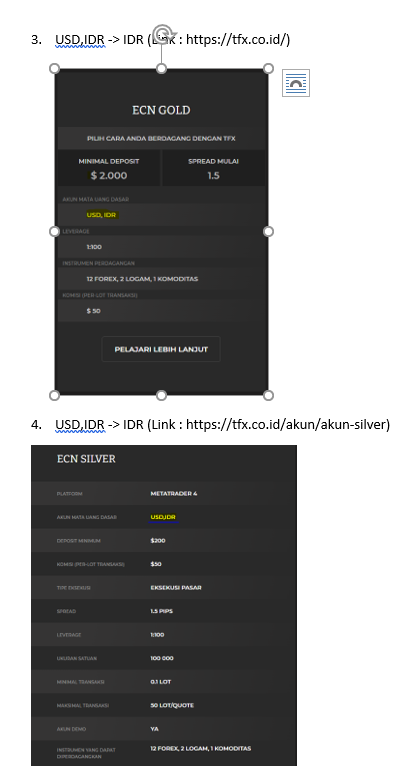 3. USD,IDR -> IDR (Link : https://tfx.co.id/)
ECN GOLD
PILIH CARA ANDA BERDAGANG DENGAN TFX
MINIMAL DEPOSIT
$ 2.000
SPREAD MULAI
1.5
AKUN MATA UANG DASAR
USD, IDR
LEVERAGE
1:100
INSTRUMEN PERDAGANGAN
12 FOREX, 2 LOGAM, 1 KOMODITAS
KOMISI (PER-LOT TRANSAKSI)
$ 50
PELAJARI LEBIH LANJUT
4. USD,IDR -> IDR (Link : https://tfx.co.id/akun/akun-silver)
ECN SILVER
PLATFORM METATRADER 4
AKUN MATA UANG DASAR USD,IDR
DEPOSIT MINIMUM $200
KOMISI (PER-LOT TRANSAKSI) $50
TIPE EKSEKUSI EKSEKUSI PASAR
SPREAD 1.5 PIPS
LEVERAGE 1:100
UKURAN SATUAN 100 000
MINIMAL TRANSAKSI 0.1 LOT
MAKSIMAL TRANSAKSI 50 LOT/QUOTE
AKUN DEMO YA
INSTRUMEN YANG DAPAT 12 FOREX, 2 LOGAM, 1 KOMODITAS
DIPERDAGANGKAN